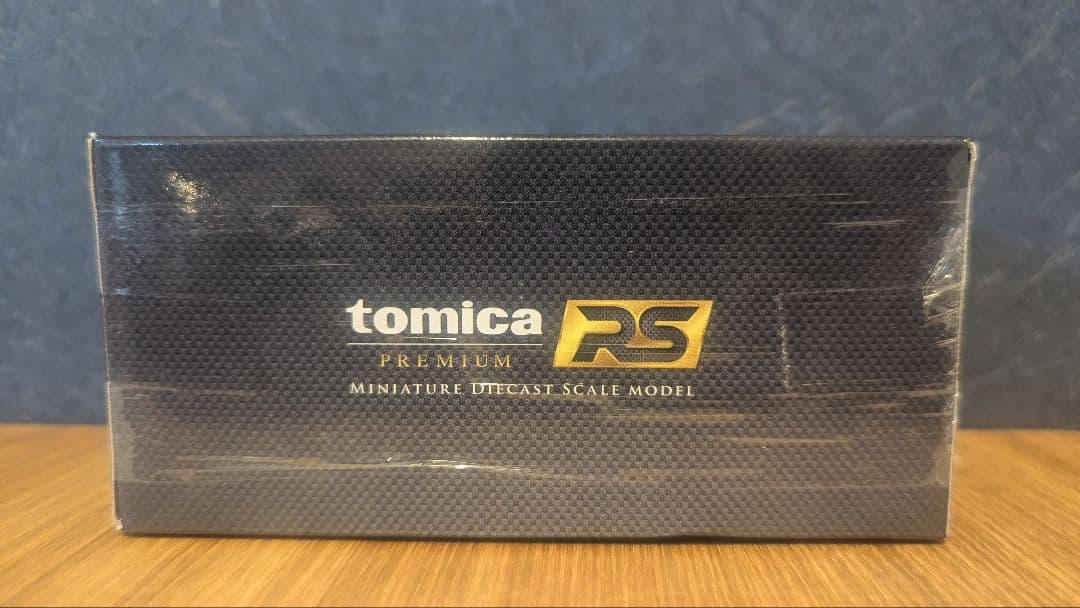 tomica RS
PREMIUM
MINIATURE DIECAST SCALE MODEL